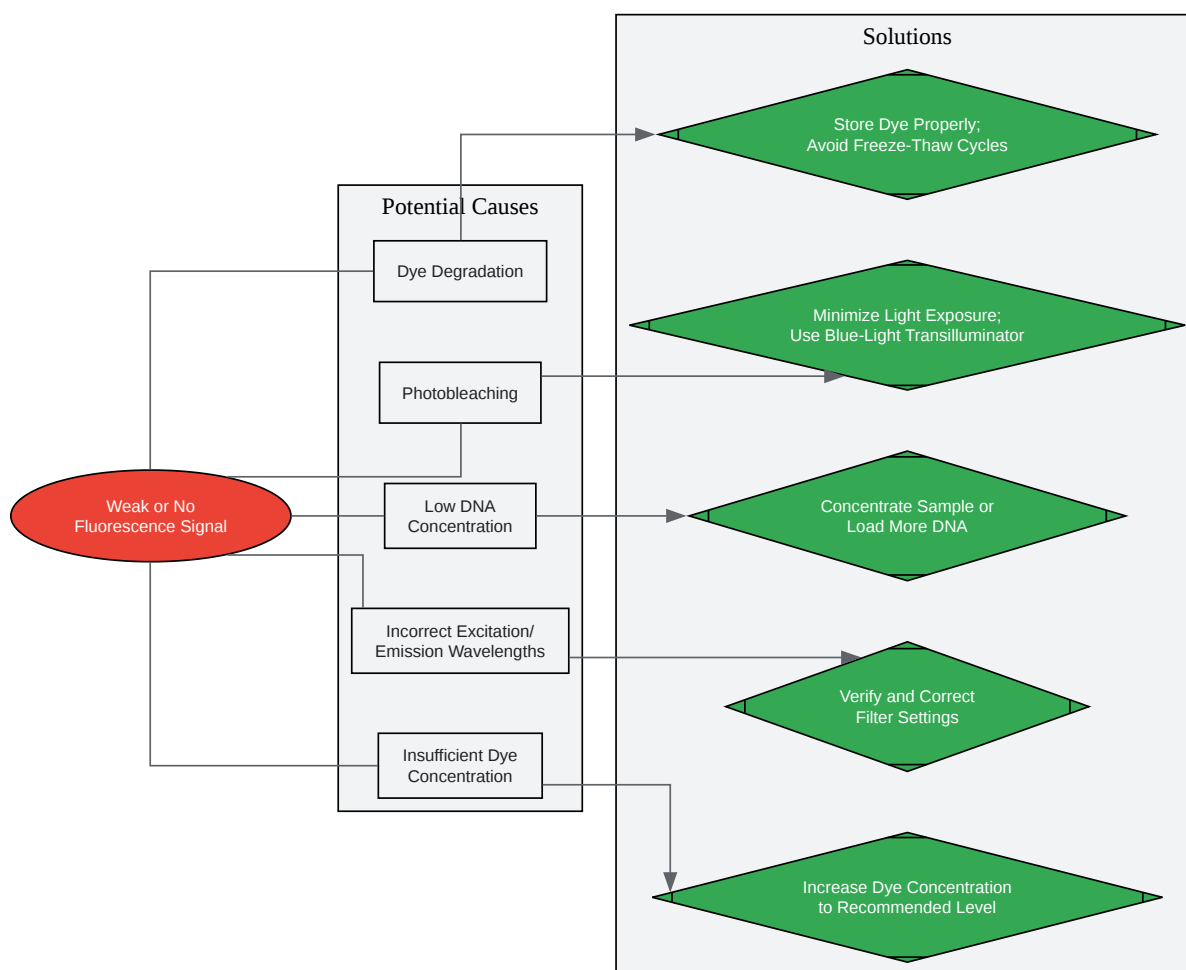 Weak or No
Fluorescence Signal
Potential Causes
Dye Degradation
Photobleaching
Low DNA
Concentration
Incorrect Excitation/
Emission Wavelengths
Insufficient Dye
Concentration
Solutions
Store Dye Properly;
Avoid Freeze-Thaw Cycles
Minimize Light Exposure;
Use Blue-Light Transilluminator
Concentrate Sample or
Load More DNA
Verify and Correct
Filter Settings
Increase Dye Concentration
to Recommended Level